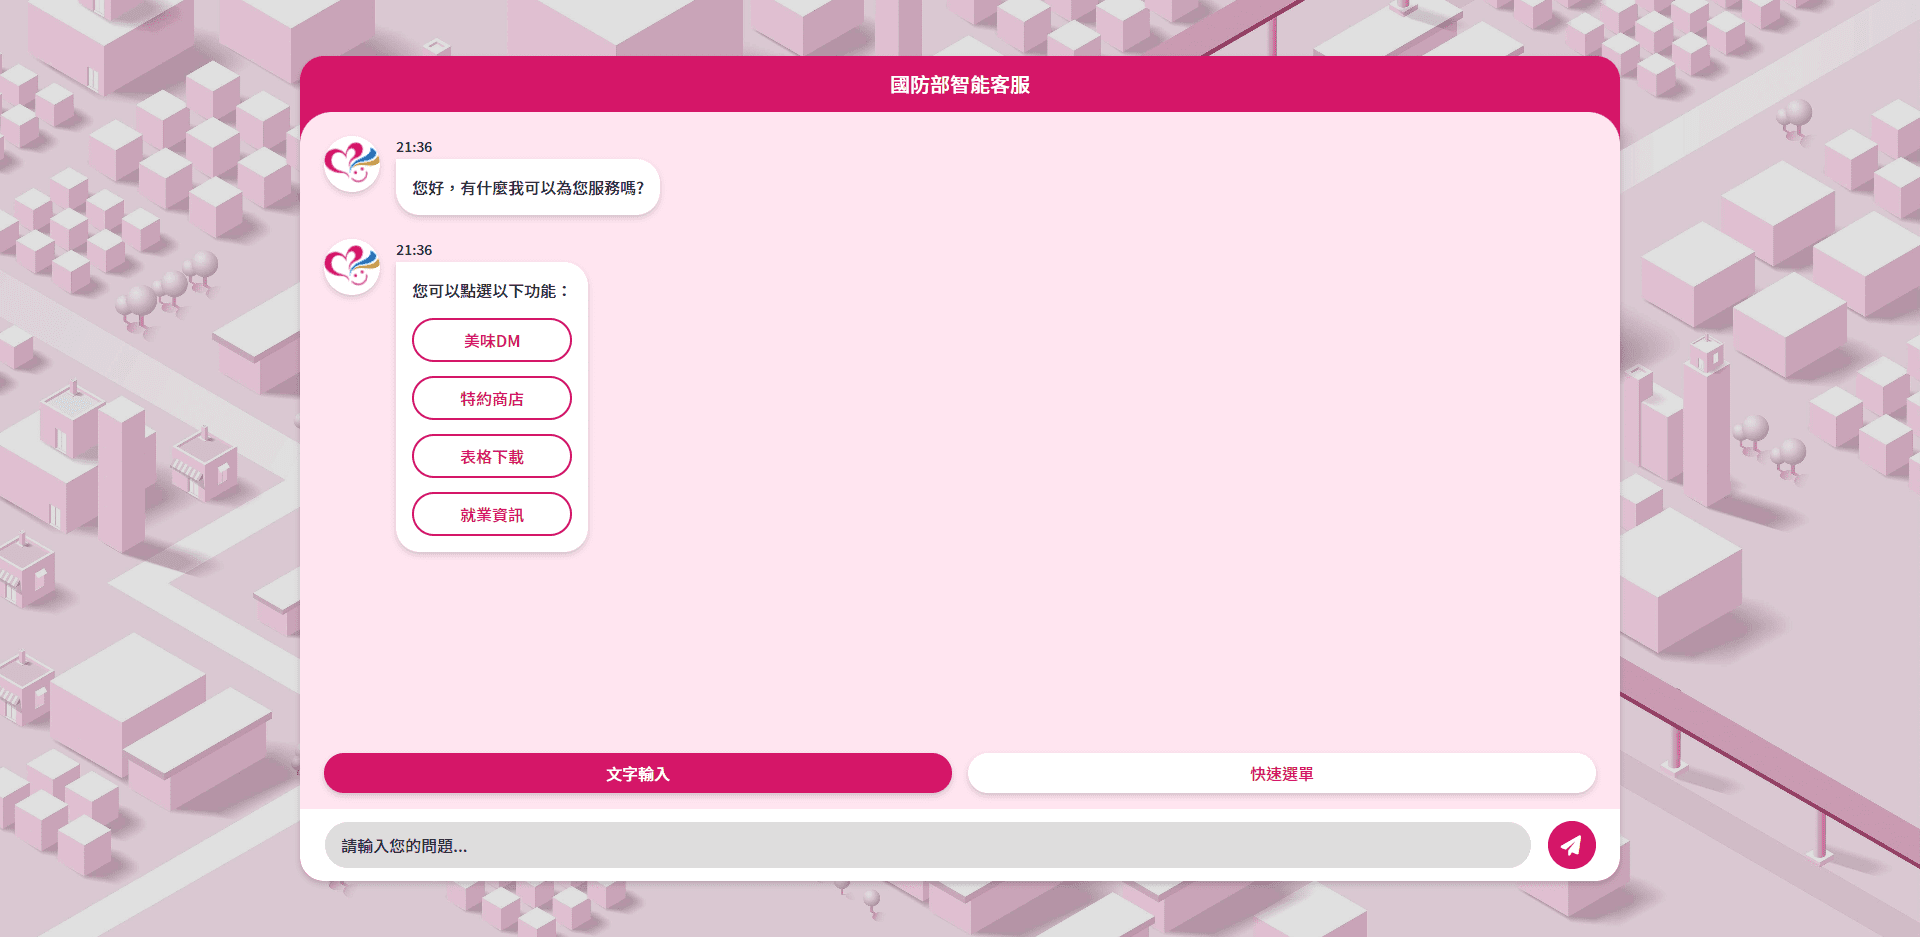 國防部智能客服
21:36
您好，有什麼我可以為您服務嗎?
21:36
您可以點選以下功能：
美味DM
特約商店
表格下載
就業資訊
文字輸入
快速選單
請輸入您的問題...